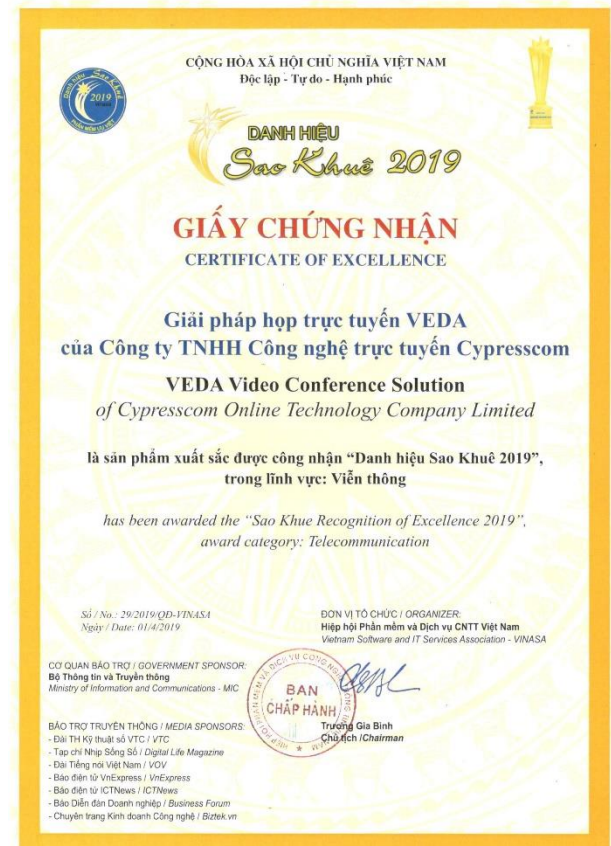 CỘNG HÒA XÃ HỘI CHỦ NGHĨA VIỆT NAM
Độc lập - Tự do - Hạnh phúc
Danh hiệu Sao Khuê
2019
PHẦN MỀM ƯU VIỆT
DANH HIỆU
Sao Khuê 2019
GIẤY CHỨNG NHẬN
CERTIFICATE OF EXCELLENCE
Giải pháp họp trực tuyến VEDA
của Công ty TNHH Công nghệ trực tuyến Cypresscom
VEDA Video Conference Solution
of Cypresscom Online Technology Company Limited
là sản phẩm xuất sắc được công nhận “Danh hiệu Sao Khuê 2019”,
trong lĩnh vực: Viễn thông
has been awarded the “Sao Khue Recognition of Excellence 2019”,
award category: Telecommunication
Số / No.: 29/2019/QĐ-VINASA
Ngày / Date: 01/4/2019
ĐƠN VỊ TỔ CHỨC / ORGANIZER:
Hiệp hội Phần mềm và Dịch vụ CNTT Việt Nam
Vietnam Software and IT Services Association - VINASA
CƠ QUAN BẢO TRỢ / GOVERNMENT SPONSOR:
Bộ Thông tin và Truyền thông
Ministry of Information and Communications - MIC
BAN
CHẤP HÀNH
Trương Gia Bình
Chủ tịch /Chairman
BẢO TRỢ TRUYỀN THÔNG / MEDIA SPONSORS:
- Đài TH Kỹ thuật số VTC / VTC
- Tạp chí Nhịp Sống Số / Digital Life Magazine
- Đài Tiếng nói Việt Nam / VOV
- Báo điện tử VnExpress / VnExpress
- Báo điện tử ICTNews / ICTNews
- Báo Diễn đàn Doanh nghiệp / Business Forum
- Chuyên trang Kinh doanh Công nghệ / Biztek.vn